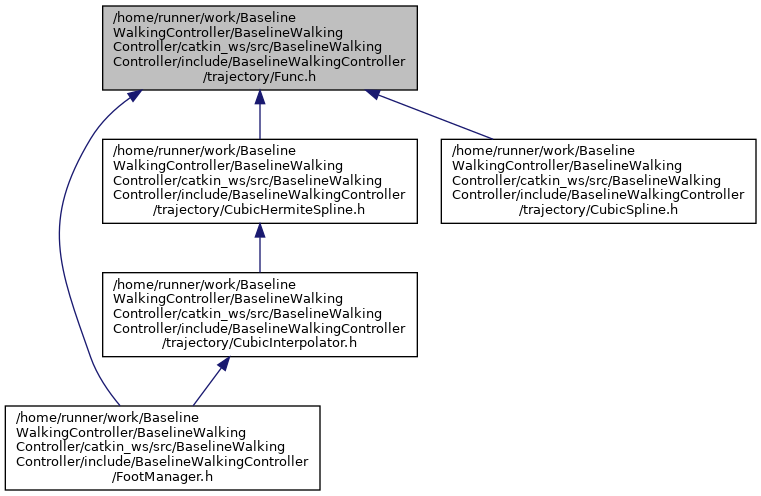 /home/runner/work/Baseline
WalkingController/BaselineWalking
Controller/catkin_ws/src/BaselineWalking
Controller/include/BaselineWalkingController
/trajectory/Func.h
/home/runner/work/Baseline
WalkingController/BaselineWalking
Controller/catkin_ws/src/BaselineWalking
Controller/include/BaselineWalkingController
/trajectory/CubicHermiteSpline.h
/home/runner/work/Baseline
WalkingController/BaselineWalking
Controller/catkin_ws/src/BaselineWalking
Controller/include/BaselineWalkingController
/trajectory/CubicSpline.h
/home/runner/work/Baseline
WalkingController/BaselineWalking
Controller/catkin_ws/src/BaselineWalking
Controller/include/BaselineWalkingController
/trajectory/CubicInterpolator.h
/home/runner/work/Baseline
WalkingController/BaselineWalking
Controller/catkin_ws/src/BaselineWalking
Controller/include/BaselineWalkingController
/FootManager.h